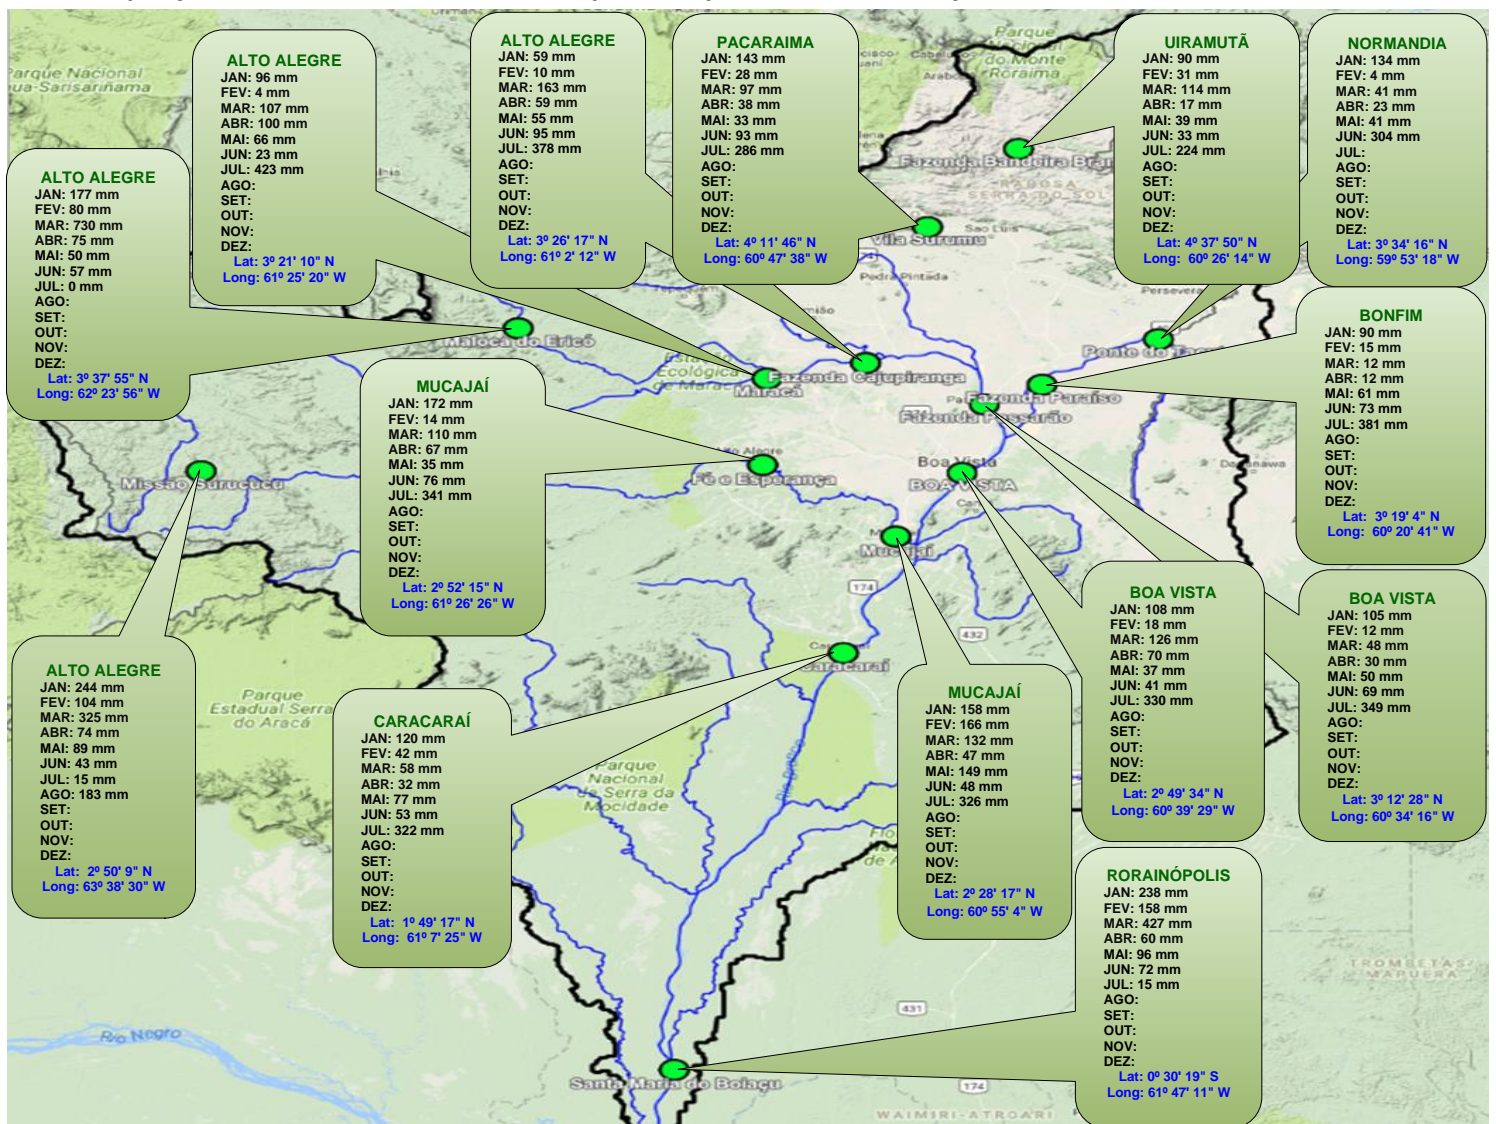 ALTO ALEGRE
JAN: 96 mm
FEV: 4 mm
MAR: 107 mm
ABR: 100 mm
MAI: 66 mm
JUN: 23 mm
JUL: 423 mm
AGO:
SET:
OUT:
NOV:
DEZ:
Lat: 3º 21' 10" N
Long: 61º 25' 20" W
ALTO ALEGRE
JAN: 59 mm
FEV: 10 mm
MAR: 163 mm
ABR: 59 mm
MAI: 55 mm
JUN: 95 mm
JUL: 378 mm
AGO:
SET:
OUT:
NOV:
DEZ:
Lat: 3º 26' 17" N
Long: 61º 2' 12" W
PACARAIMA
JAN: 143 mm
FEV: 28 mm
MAR: 97 mm
ABR: 38 mm
MAI: 33 mm
JUN: 93 mm
JUL: 286 mm
AGO:
SET:
OUT:
NOV:
DEZ:
Lat: 4º 11' 46" N
Long: 60º 47' 38" W
UIRAMUTÃ
JAN: 90 mm
FEV: 31 mm
MAR: 114 mm
ABR: 17 mm
MAI: 39 mm
JUN: 33 mm
JUL: 224 mm
AGO:
SET:
OUT:
NOV:
DEZ:
Lat: 4º 37' 50" N
Long: 60º 26' 14" W
NORMANDIA
JAN: 134 mm
FEV: 4 mm
MAR: 41 mm
ABR: 23 mm
MAI: 41 mm
JUN: 304 mm
JUL:
AGO:
SET:
OUT:
NOV:
DEZ:
Lat: 3º 34' 16" N
Long: 59º 53' 18" W
ALTO ALEGRE
JAN: 177 mm
FEV: 80 mm
MAR: 730 mm
ABR: 75 mm
MAI: 50 mm
JUN: 57 mm
JUL: 0 mm
AGO:
SET:
OUT:
NOV:
DEZ:
Lat: 3º 37' 55" N
Long: 62º 23' 56" W
MUCAJAÍ
JAN: 172 mm
FEV: 14 mm
MAR: 110 mm
ABR: 67 mm
MAI: 35 mm
JUN: 76 mm
JUL: 341 mm
AGO:
SET:
OUT:
NOV:
DEZ:
Lat: 2º 52' 15" N
Long: 61º 26' 26" W
BONFIM
JAN: 90 mm
FEV: 15 mm
MAR: 12 mm
ABR: 12 mm
MAI: 61 mm
JUN: 73 mm
JUL: 381 mm
AGO:
SET:
OUT:
NOV:
DEZ:
Lat: 3º 19' 4" N
Long: 60º 20' 41" W
ALTO ALEGRE
JAN: 244 mm
FEV: 104 mm
MAR: 325 mm
ABR: 74 mm
MAI: 89 mm
JUN: 43 mm
JUL: 15 mm
AGO: 183 mm
SET:
OUT:
NOV:
DEZ:
Lat: 2º 50' 9" N
Long: 63º 38' 30" W
CARACARAÍ
JAN: 120 mm
FEV: 42 mm
MAR: 58 mm
ABR: 32 mm
MAI: 77 mm
JUN: 53 mm
JUL: 322 mm
AGO:
SET:
OUT:
NOV:
DEZ:
Lat: 1º 49' 17" N
Long: 61º 7' 25" W
MUCAJAÍ
JAN: 158 mm
FEV: 166 mm
MAR: 132 mm
ABR: 47 mm
MAI: 149 mm
JUN: 48 mm
JUL: 326 mm
AGO:
SET:
OUT:
NOV:
DEZ:
Lat: 2º 28' 17" N
Long: 60º 55' 4" W
BOA VISTA
JAN: 108 mm
FEV: 18 mm
MAR: 126 mm
ABR: 70 mm
MAI: 37 mm
JUN: 41 mm
JUL: 330 mm
AGO:
SET:
OUT:
NOV:
DEZ:
Lat: 2º 49' 34" N
Long: 60º 39' 29" W
BOA VISTA
JAN: 105 mm
FEV: 12 mm
MAR: 48 mm
ABR: 30 mm
MAI: 50 mm
JUN: 69 mm
JUL: 349 mm
AGO:
SET:
OUT:
NOV:
DEZ:
Lat: 3º 12' 28" N
Long: 60º 34' 16" W
RORAINÓPOLIS
JAN: 238 mm
FEV: 158 mm
MAR: 427 mm
ABR: 60 mm
MAI: 96 mm
JUN: 72 mm
JUL: 15 mm
AGO:
SET:
OUT:
NOV:
DEZ:
Lat: 0º 30' 19" S
Long: 61º 47' 11" W
Parque Nacional
Parque
do Monte
Roraima
Fazenda Bandeira Bran
RAPOSA
SERRA DO SOL
Vila Surumu
Sao Luis
Pedra Pintada
Maloca do Ericó
Estação
Ecológica
de Maracá
Maracá
Fazenda Cajupiranga
Ponte do
Fazenda Paraíso
Fazenda Passarão
Fé e Esperança
Boa Vista
BOA VISTA
Missão Surucucu
Mucajaí
174
432
Caracaraí
Parque
Estadual Serra
do Aracá
Parque
Nacional
da Serra da
Mocidade
Rio Branco
TROMBETAS/
MAPUERA
431
Rio Negro
Santa Maria do Boiaçu
174
WAIMIRI-ATROARI